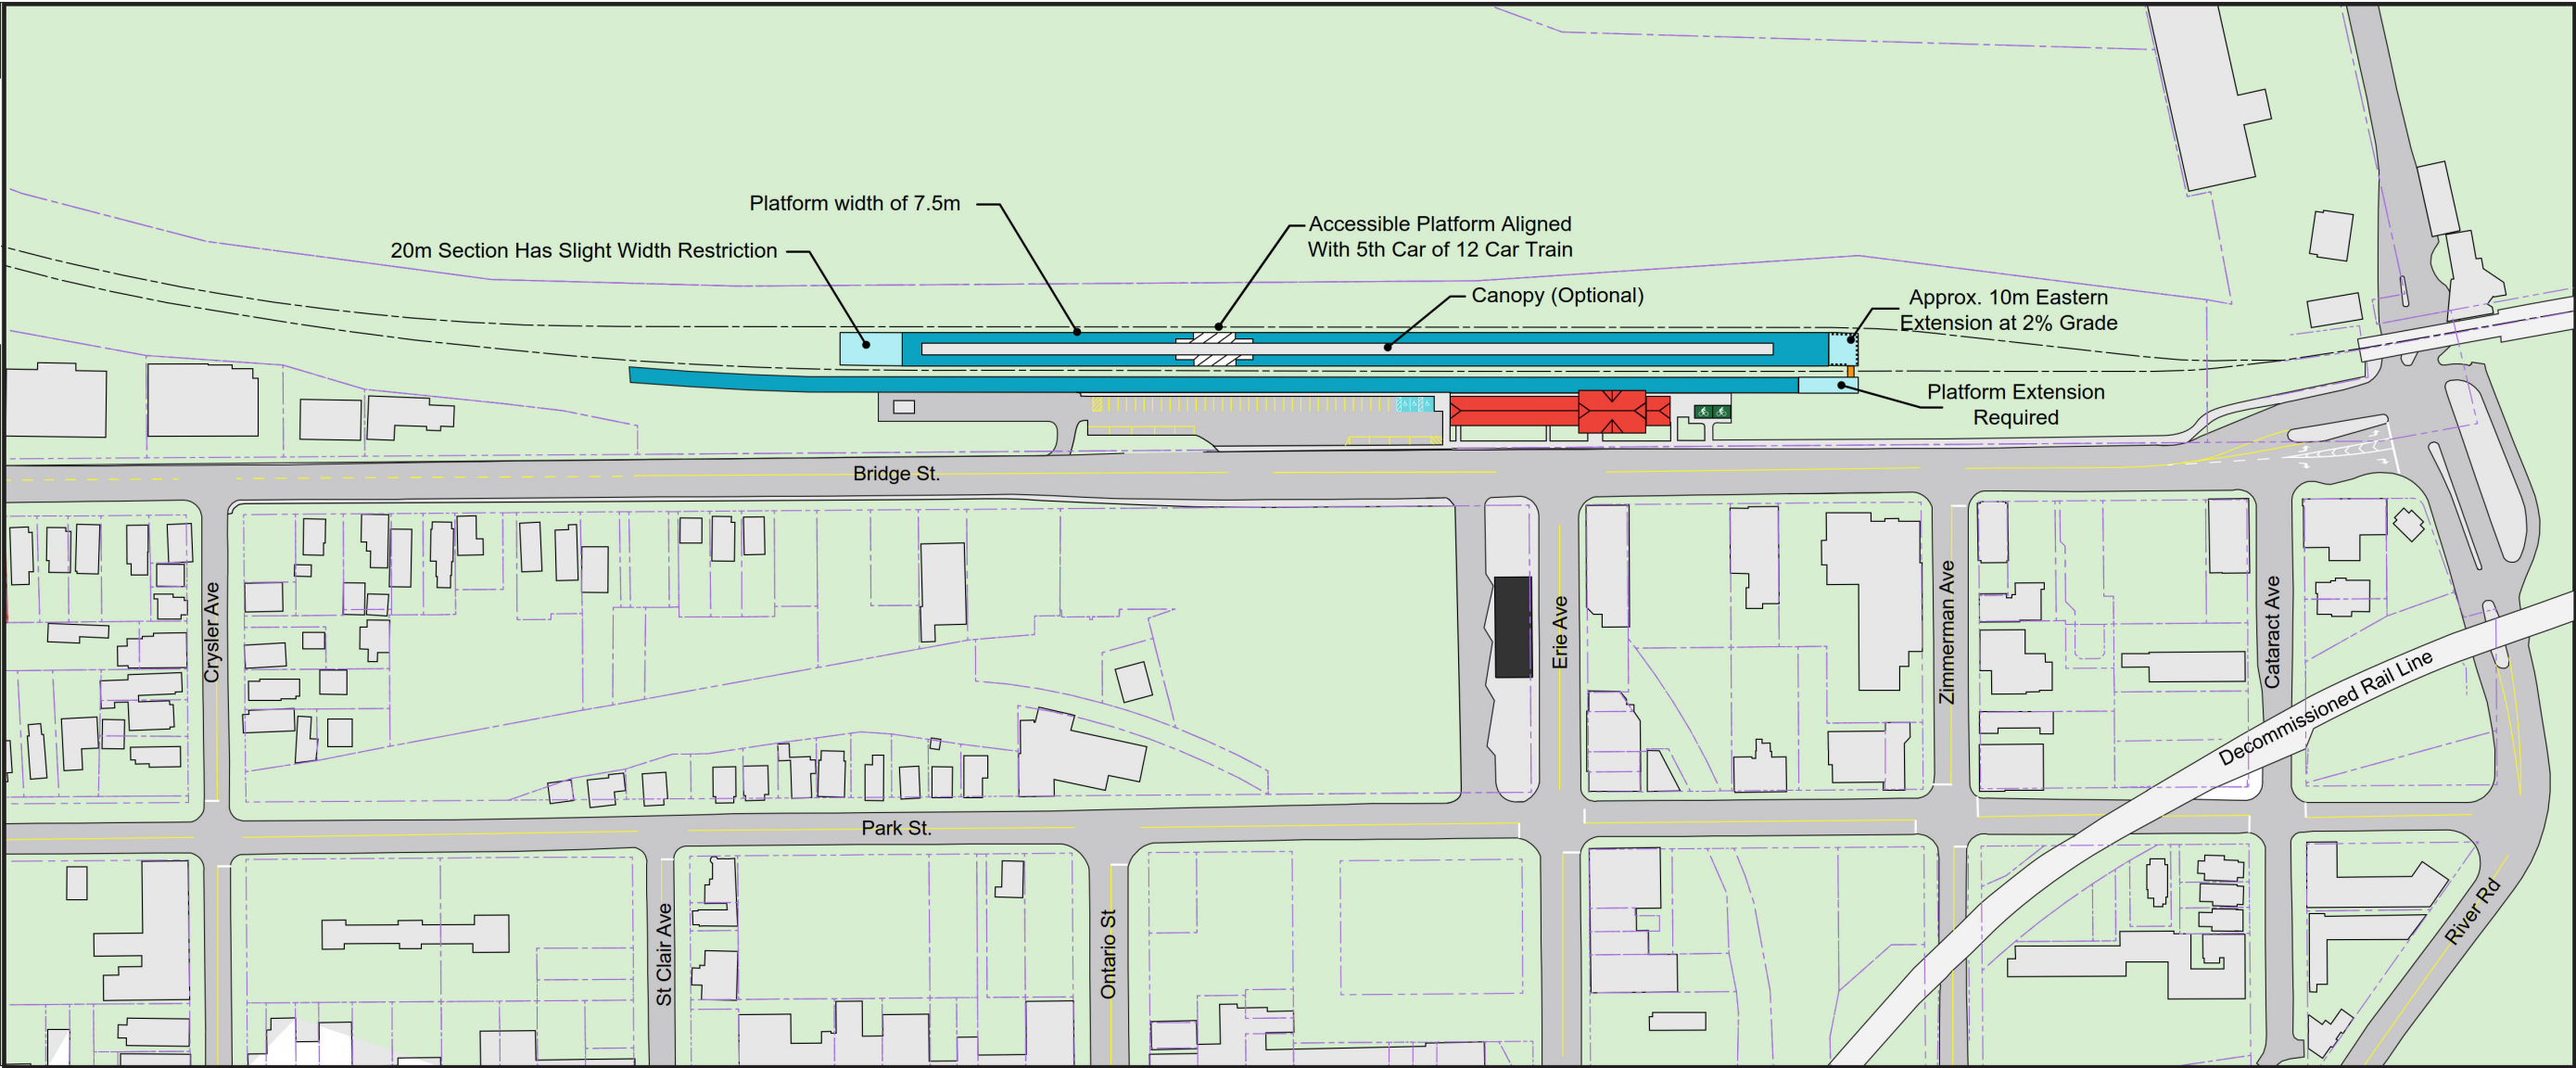 Platform width of 7.5m
20m Section Has Slight Width Restriction
Accessible Platform Aligned
With 5th Car of 12 Car Train
Canopy (Optional)
Approx. 10m Eastern
Extension at 2% Grade
Platform Extension
Required
Bridge St.
Crysler Ave
Erie Ave
Zimmerman Ave
Cataract Ave
Decommissioned Rail Line
Park St.
St Clair Ave
Ontario St
River Rd